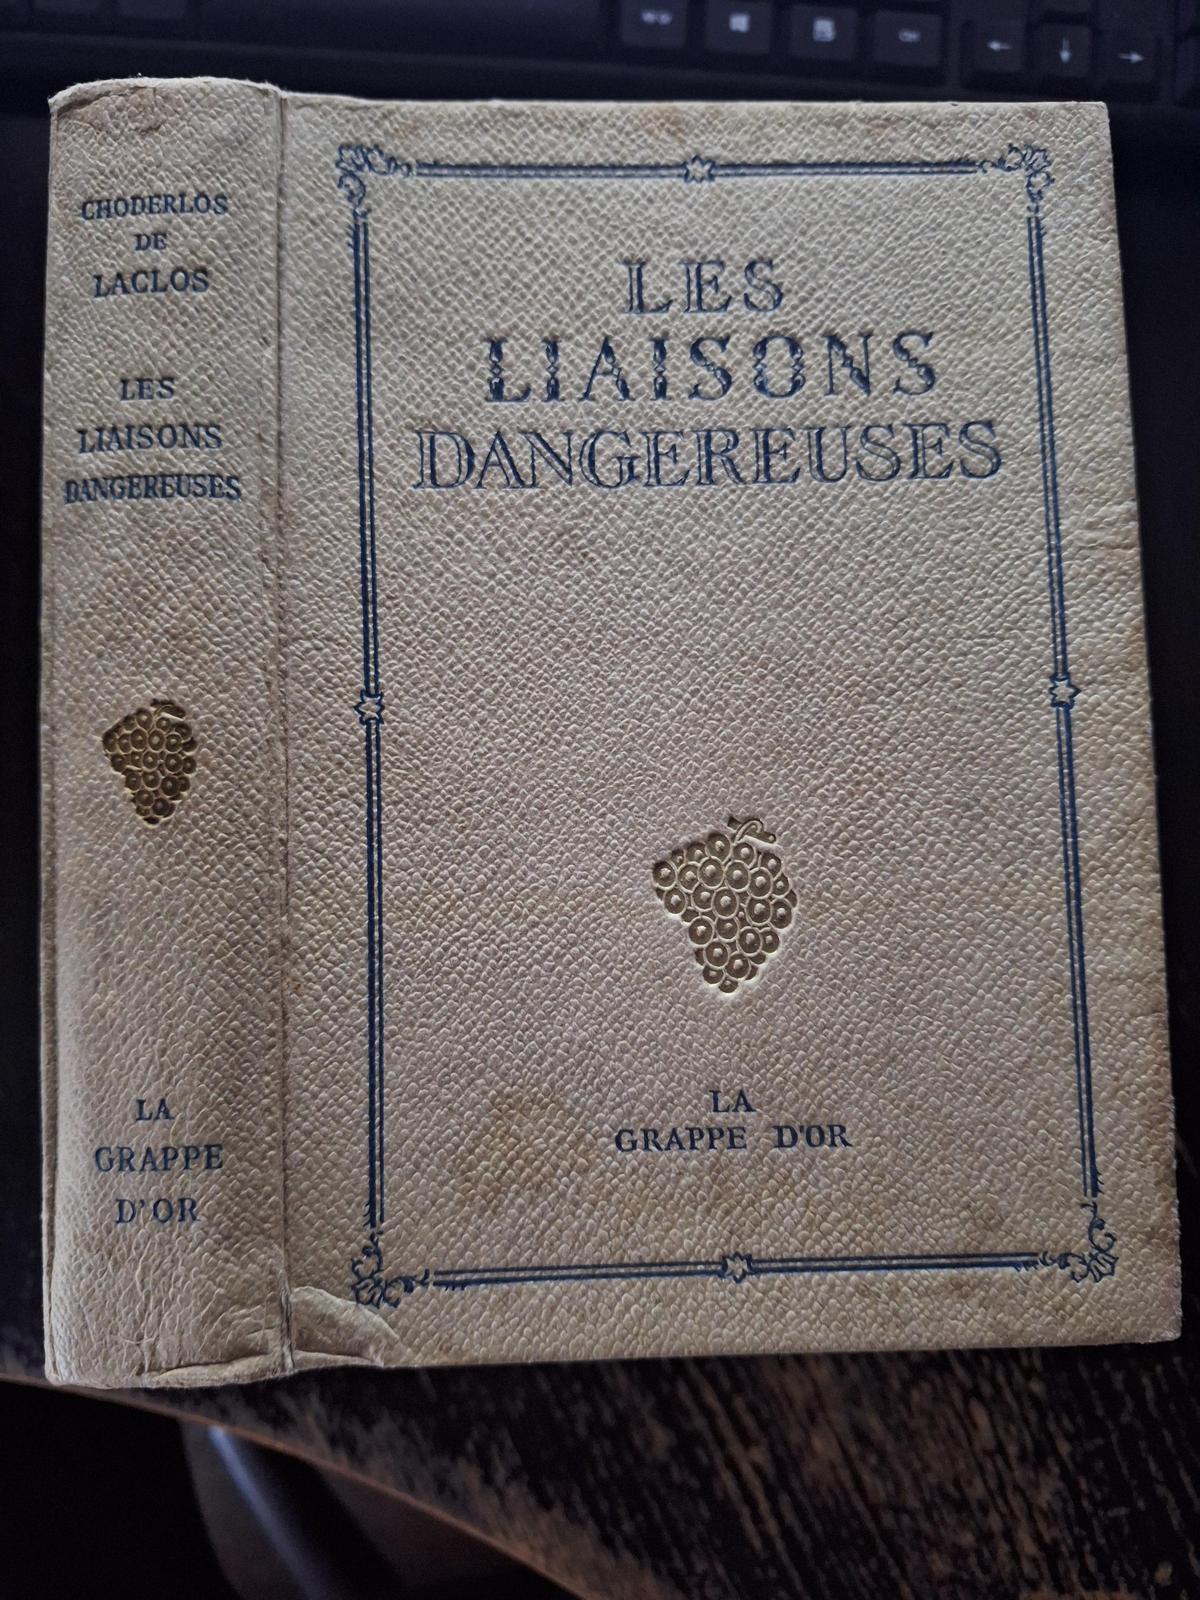 CHODERLOS
DE
LACLOS
LES
LIAISONS
DANGEREUSES
LA
GRAPPE
D'OR
LES
LIAISONS
DANGEREUSES
LA
GRAPPE D'OR